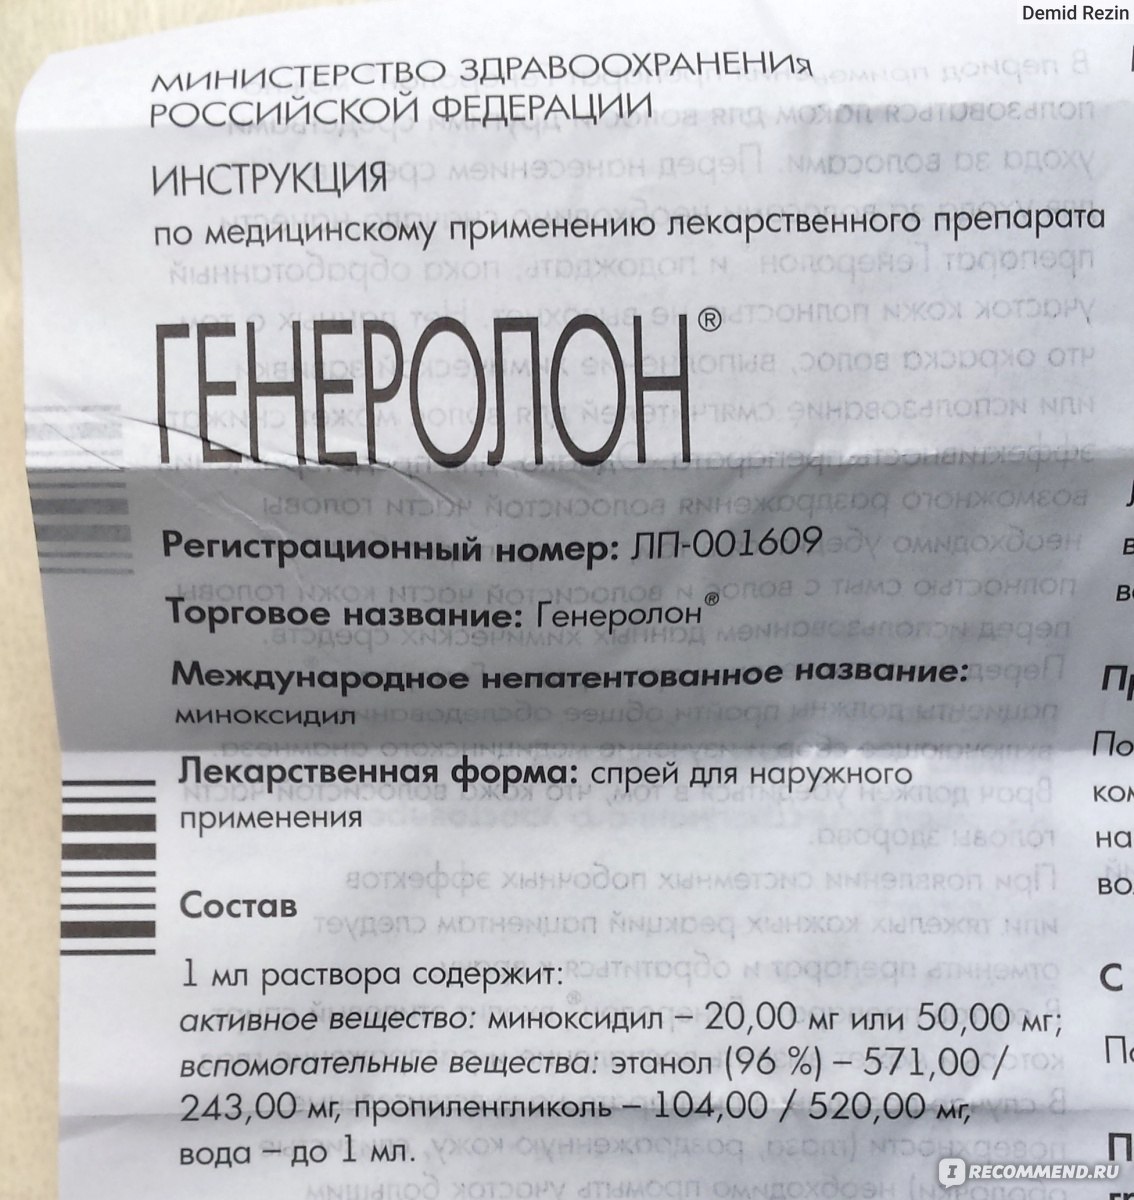 Demid Rezin
МИНИСТЕРСТВО ЗДРАВООХРАНЕНИЯ
РОССИЙСКОЙ ФЕДЕРАЦИИ
ИНСТРУКЦИЯ
по медицинскому применению лекарственного препарата
ГЕНЕРОЛОН®
Регистрационный номер: ЛП-001609
Торговое название: Генеролон®
Международное непатентованное название:
миноксидил
Лекарственная форма: спрей для наружного
применения
Состав
1 мл раствора содержит:
активное вещество: миноксидил – 20,00 мг или 50,00 мг;
вспомогательные вещества: этанол (96 %) – 571,00 /
243,00 мг, пропиленгликоль – 104,00 / 520,00 мг,
вода – до 1 мл.
IRECOMMEND.RU